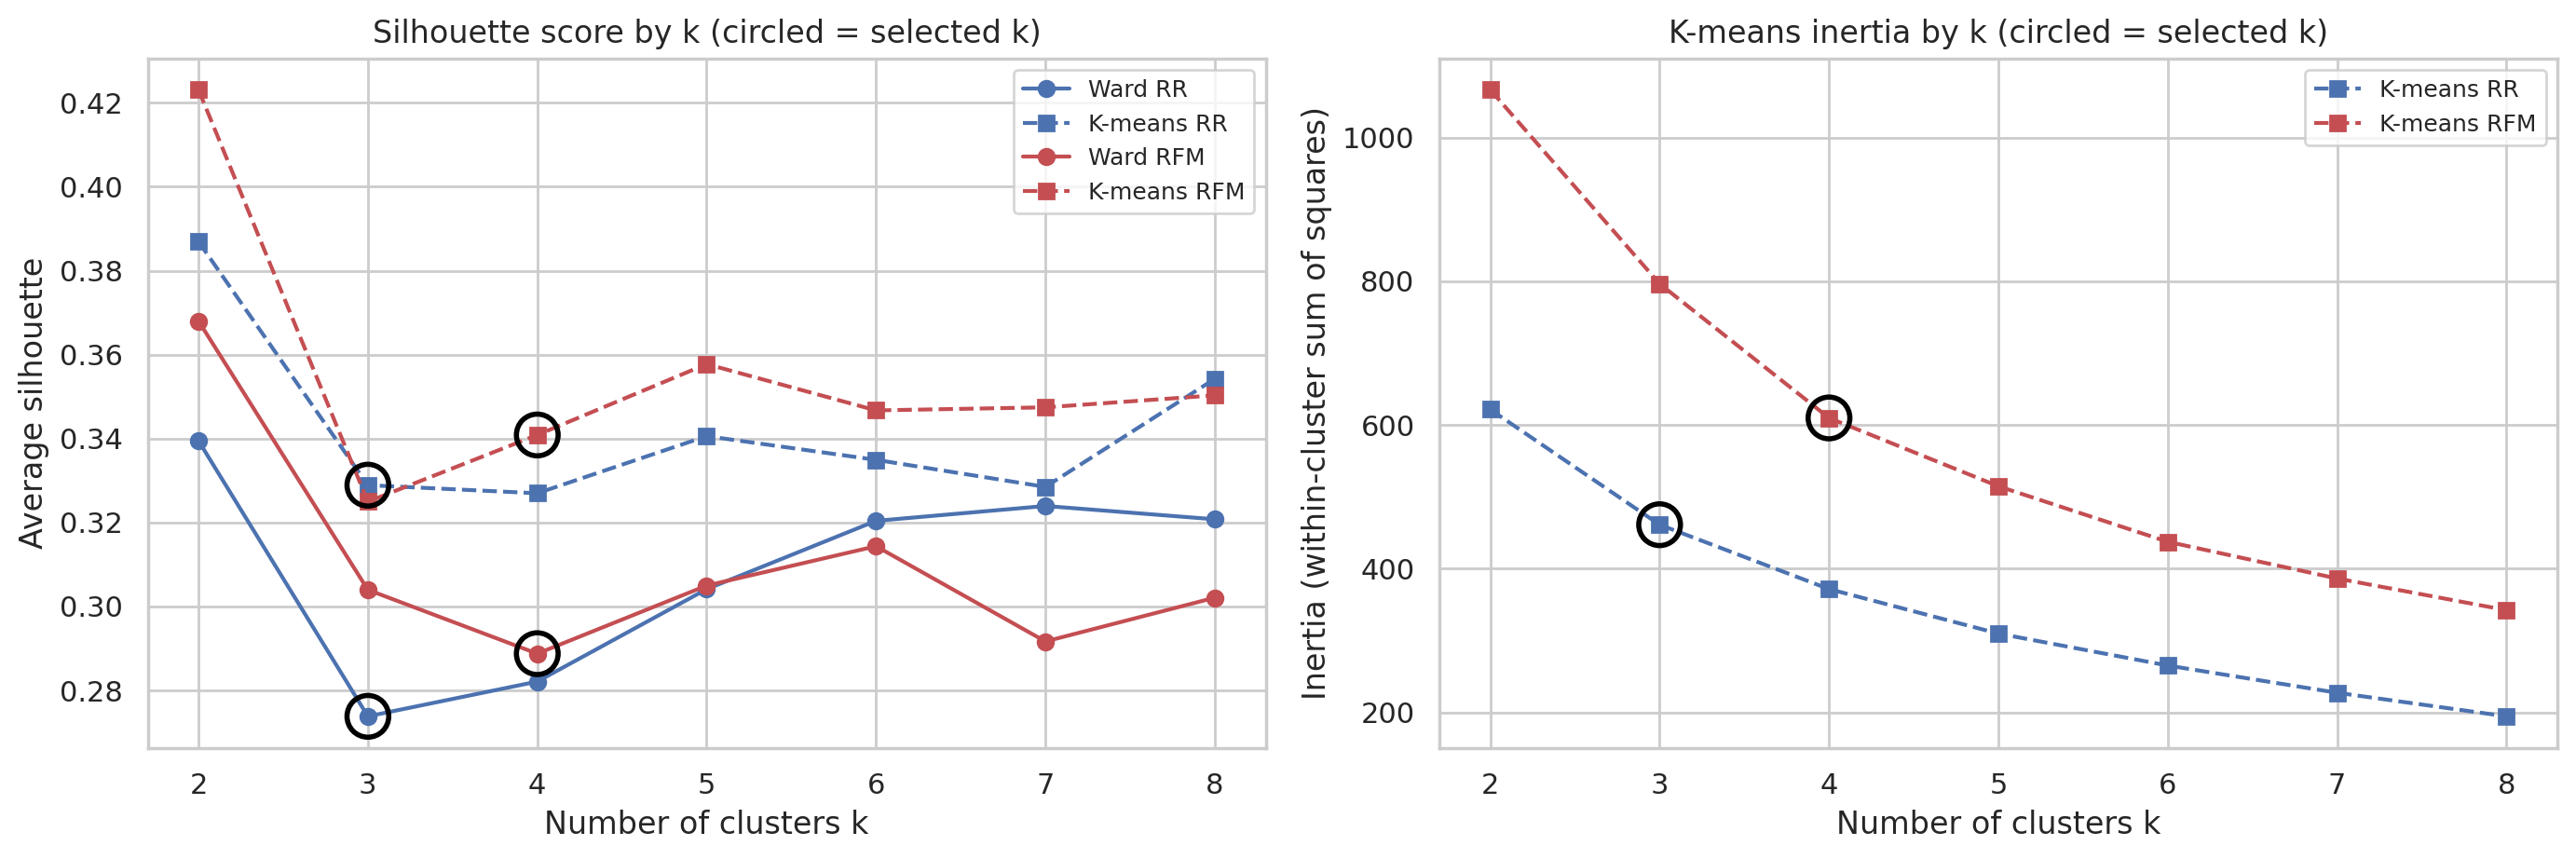 Silhouette score by k (circled = selected k)
Average silhouette
0.42
0.40
0.38
0.36
0.34
0.32
0.30
0.28
2 3 4 5 6 7 8
Number of clusters k
Ward RR
K-means RR
Ward RFM
K-means RFM
K-means inertia by k (circled = selected k)
Inertia (within-cluster sum of squares)
1000
800
600
400
200
2 3 4 5 6 7 8
Number of clusters k
K-means RR
K-means RFM